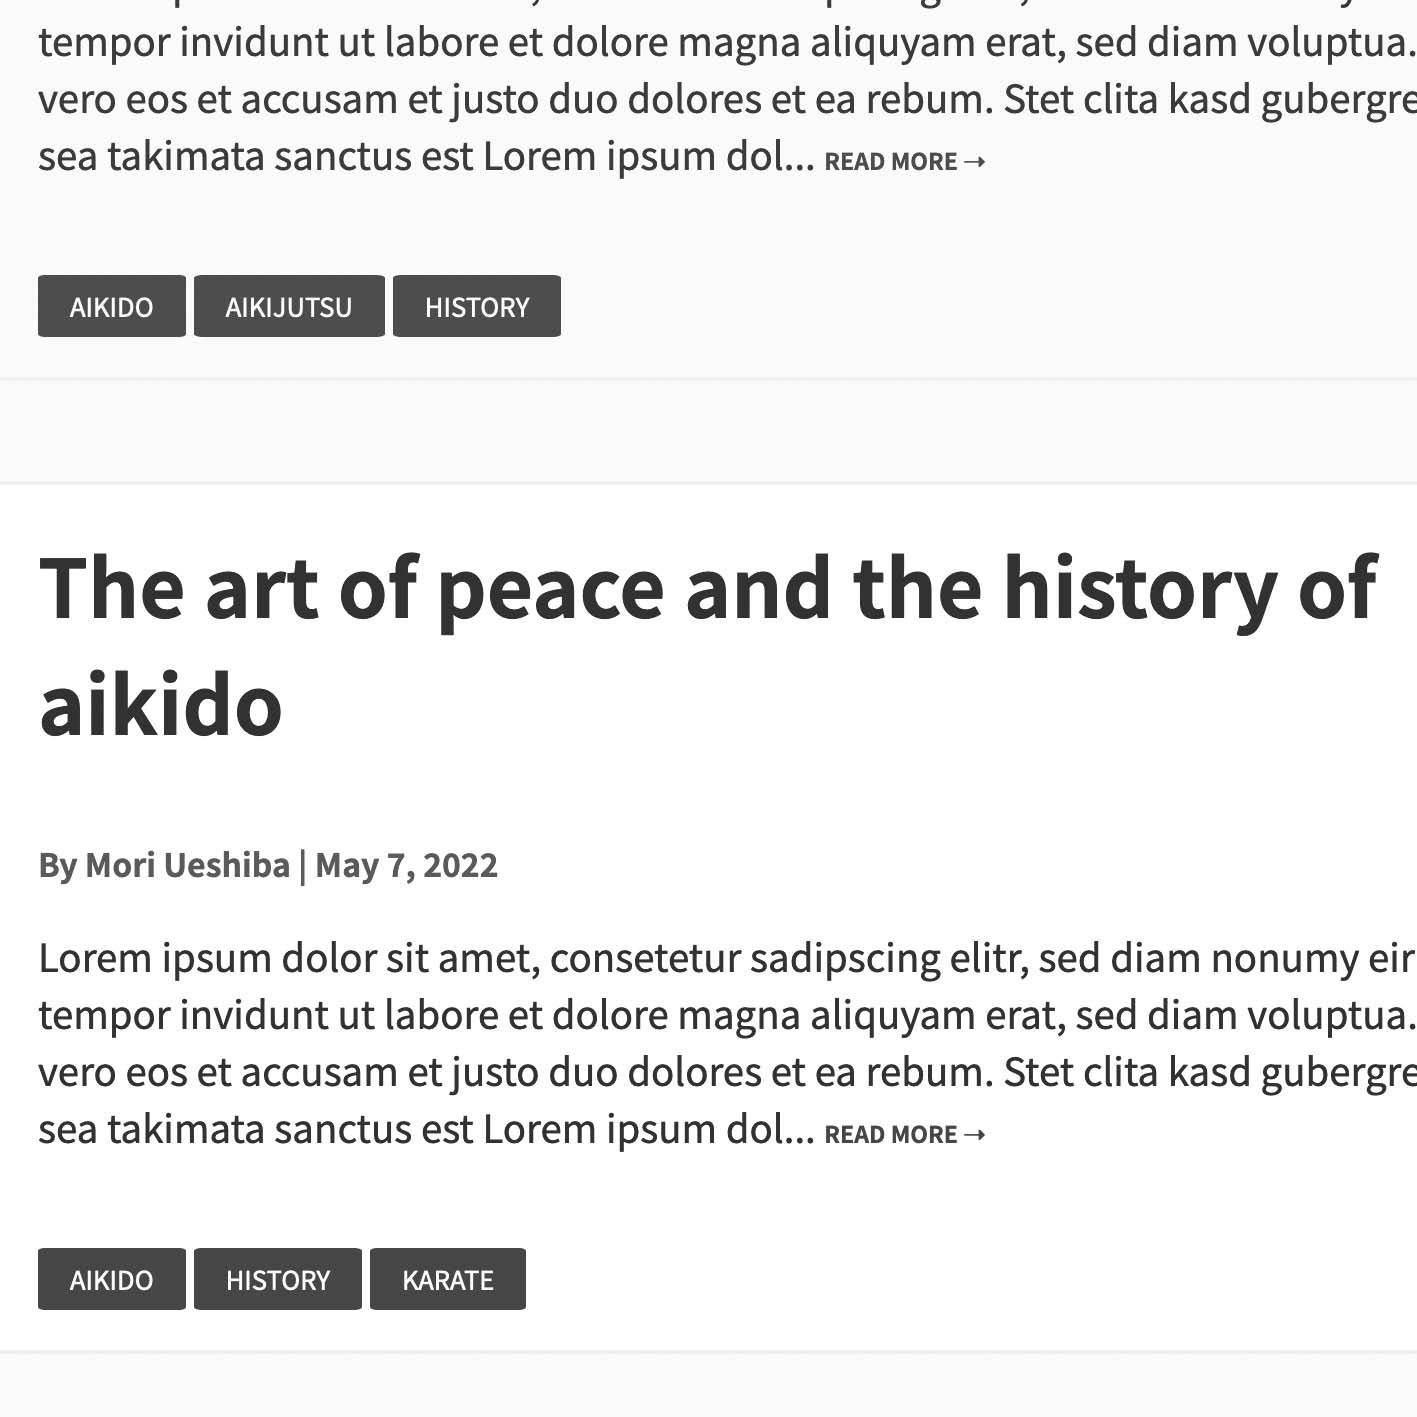 tempor invidunt ut labore et dolore magna aliquyam erat, sed diam voluptua.
vero eos et accusam et justo duo dolores et ea rebum. Stet clita kasd gubergre
sea takimata sanctus est Lorem ipsum dol... READ MORE →
AIKIDO AIKIJUTSU HISTORY
The art of peace and the history of
aikido
By Mori Ueshiba | May 7, 2022
Lorem ipsum dolor sit amet, consetetur sadipscing elitr, sed diam nonumy eir
tempor invidunt ut labore et dolore magna aliquyam erat, sed diam voluptua.
vero eos et accusam et justo duo dolores et ea rebum. Stet clita kasd gubergre
sea takimata sanctus est Lorem ipsum dol... READ MORE →
AIKIDO HISTORY KARATE